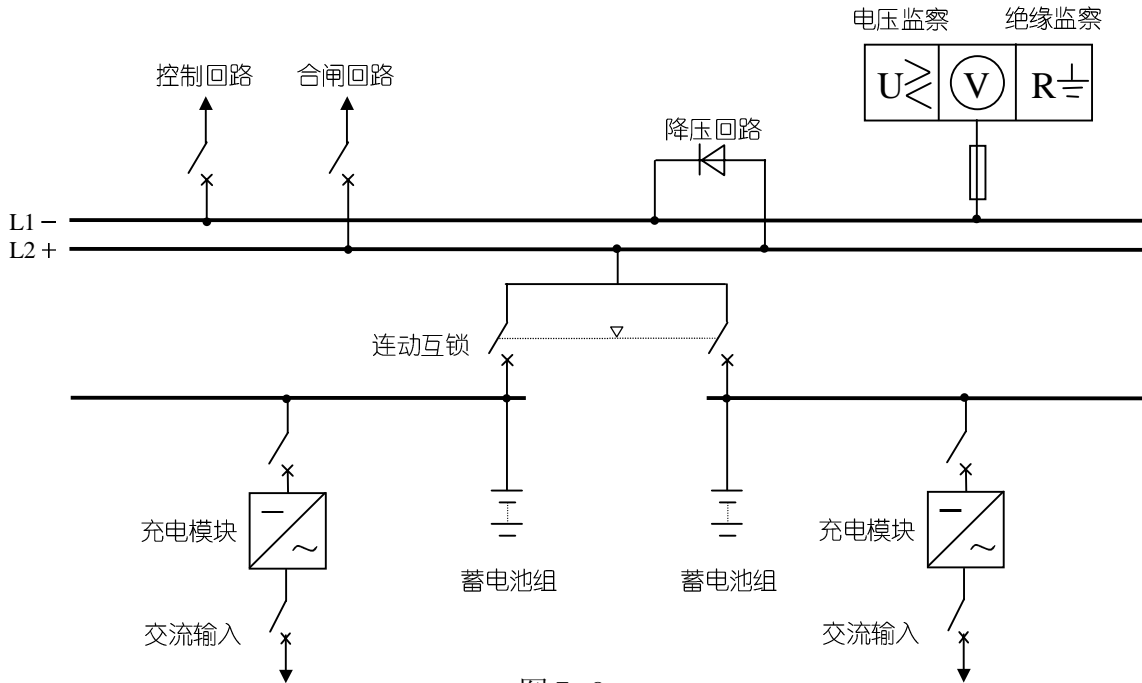 电压监察 绝缘监察
控制回路 合闸回路
U V R
降压回路
L1 −
L2 +
连动互锁
充电模块 充电模块
蓄电池组 蓄电池组
交流输入 交流输入